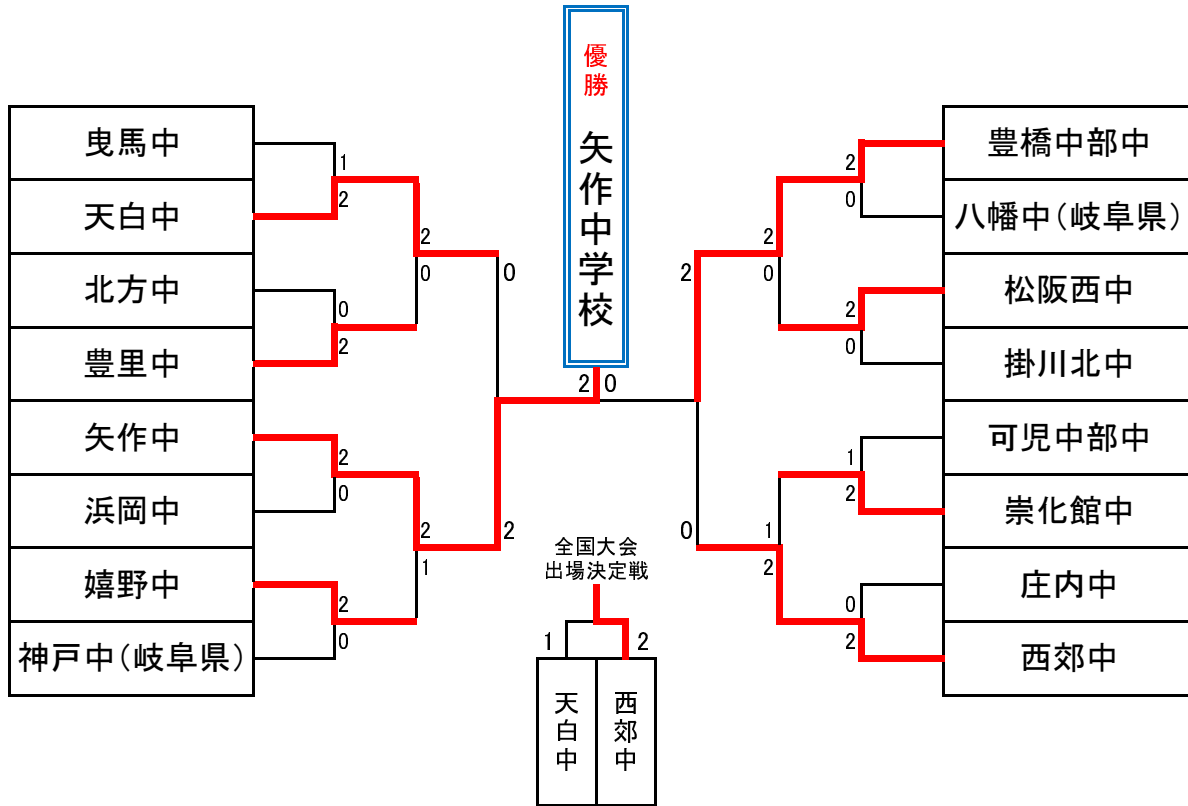 優勝 矢作中学校
曳馬中
天白中
北方中
豊里中
矢作中
浜岡中
嬉野中
神戸中(岐阜県)
1
2
0
2
2
0
2
0
2
0
2
1
0
2
2 0
豊橋中部中
八幡中(岐阜県)
松阪西中
掛川北中
可児中部中
崇化館中
庄内中
西郊中
2
0
2
0
1
2
0
2
2
0
1
2
2
0
全国大会
出場決定戦
1 2
天白中
西郊中